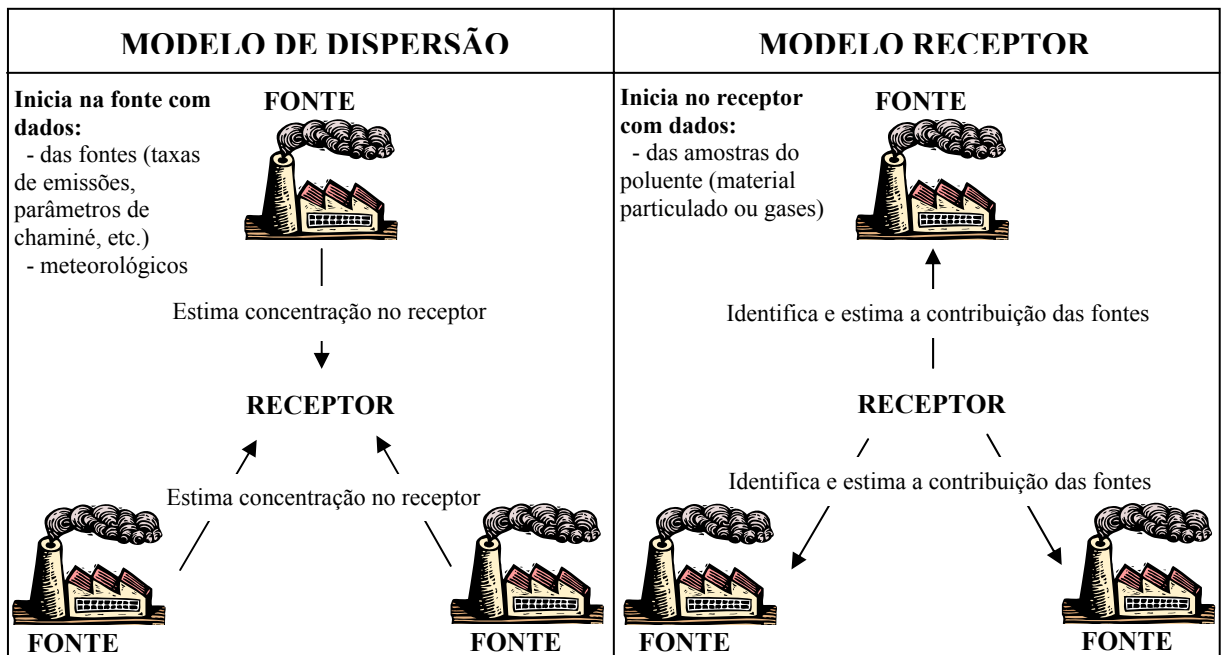 MODELO DE DISPERSÃO
Inicia na fonte com
dados:
- das fontes (taxas
de emissões,
parâmetros de
chaminé, etc.)
- meteorológicos
FONTE
Estima concentração no receptor
RECEPTOR
Estima concentração no receptor
FONTE
FONTE
MODELO RECEPTOR
Inicia no receptor
com dados:
- das amostras do
poluente (material
particulado ou gases)
FONTE
Identifica e estima a contribuição das fontes
RECEPTOR
Identifica e estima a contribuição das fontes
FONTE
FONTE